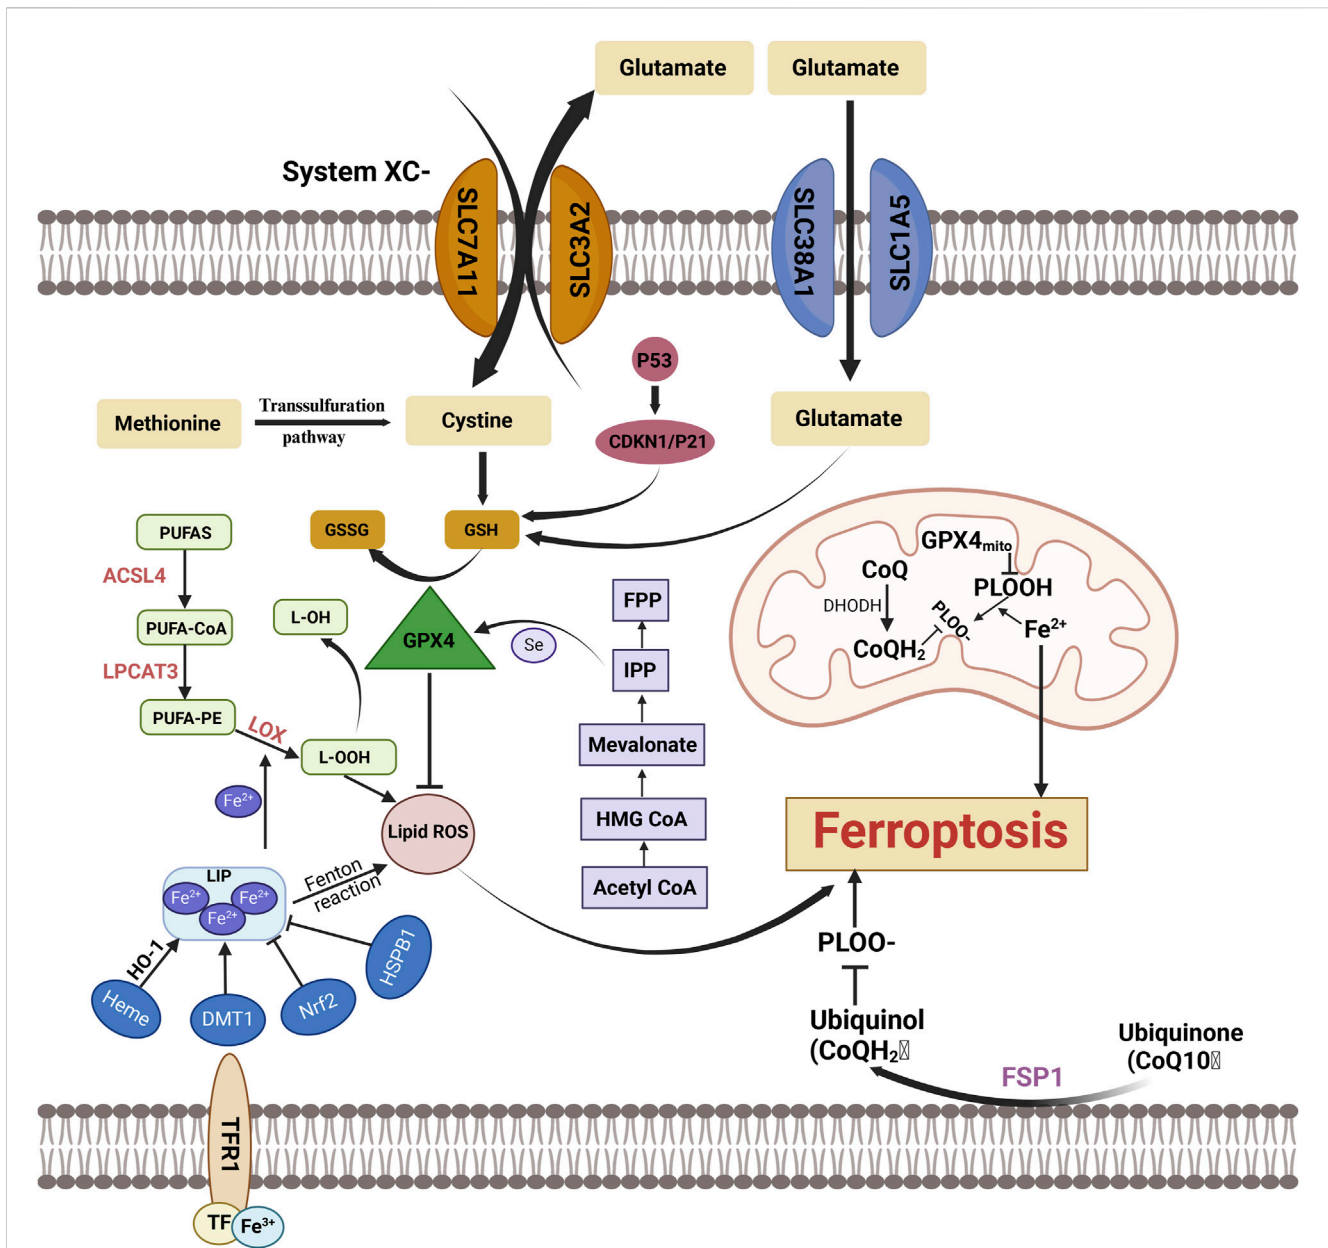 Glutamate
Glutamate
System XC-
SLC7A11
SLC3A2
SLC38A1
SLC1A5
P53
Methionine
Transsulfuration
pathway
Cystine
CDKN1/P21
Glutamate
GSSG
GSH
PUFAS
ACSL4
PUFA-CoA
LPCAT3
PUFA-PE
LOX
L-OH
L-OOH
GPX4
Se
FPP
IPP
Mevalonate
HMG CoA
Acetyl CoA
GPX4mito
CoQ
PLOOH
DHODH
PLOO-
Fe²⁺
CoQH₂
Fe²⁺
Lipid ROS
Ferroptosis
LIP
Fe²⁺
Fe²⁺
Fe²⁺
Fenton
reaction
HO-1
Heme
DMT1
Nrf2
HSPB1
PLOO-
Ubiquinol
(CoQH₂
Ubiquinone
(CoQ10
FSP1
TFR1
TF
Fe³⁺